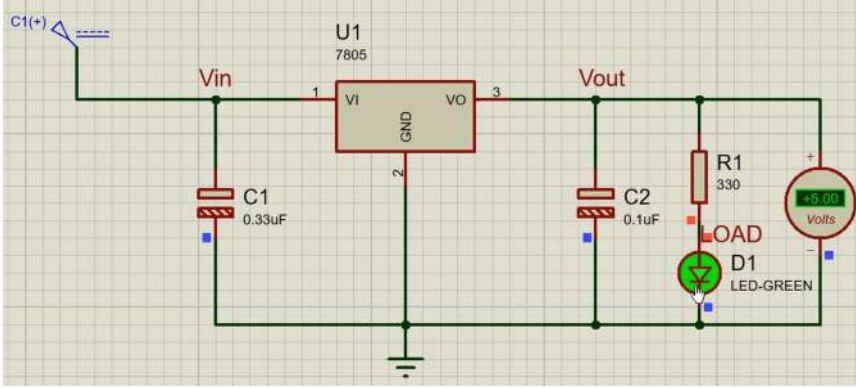 C1(+)
U1
7805
Vin
Vout
1
VI
VO
3
GND
2
C1
0.33uF
C2
0.1uF
R1
330
+
+5.00
Volts
−
LOAD
D1
LED-GREEN